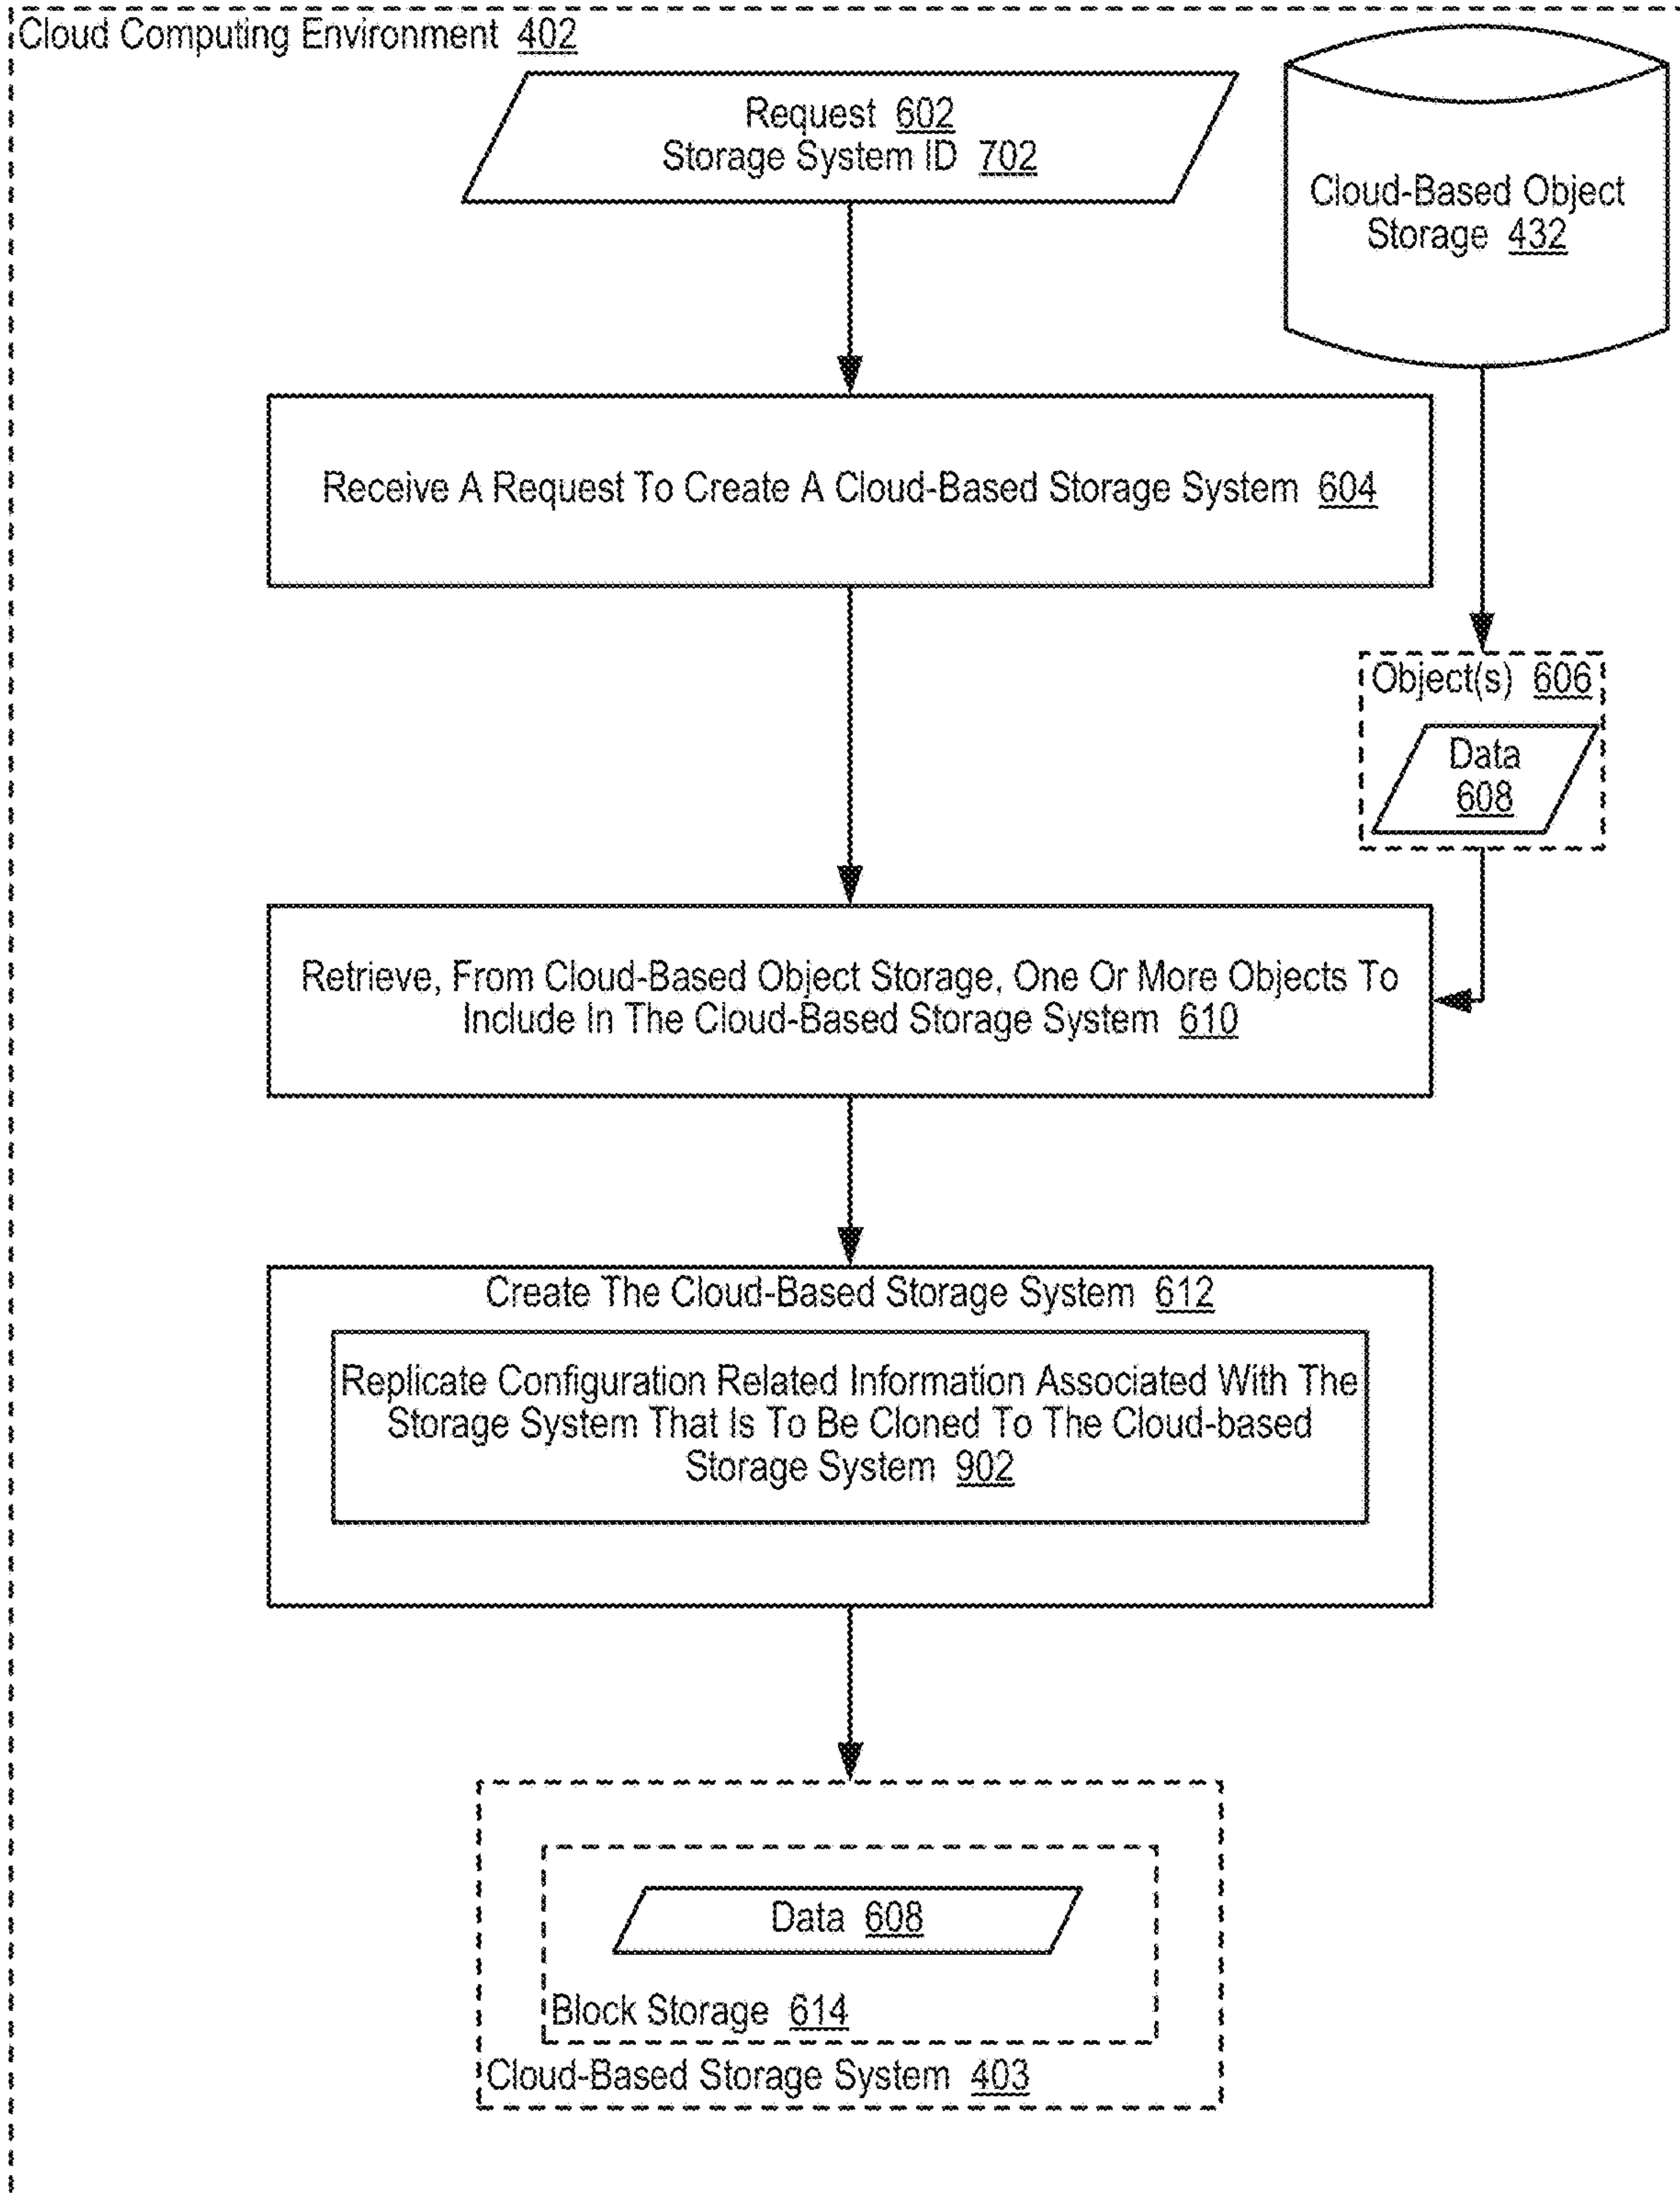 Cloud Computing Environment 402
Request 602
Storage System ID 702
Cloud-Based Object
Storage 432
Receive A Request To Create A Cloud-Based Storage System 604
Object(s) 606
Data
608
Retrieve, From Cloud-Based Object Storage, One Or More Objects To
Include In The Cloud-Based Storage System 610
Create The Cloud-Based Storage System 612
Replicate Configuration Related Information Associated With The
Storage System That Is To Be Cloned To The Cloud-based
Storage System 902
Data 608
Block Storage 614
Cloud-Based Storage System 403